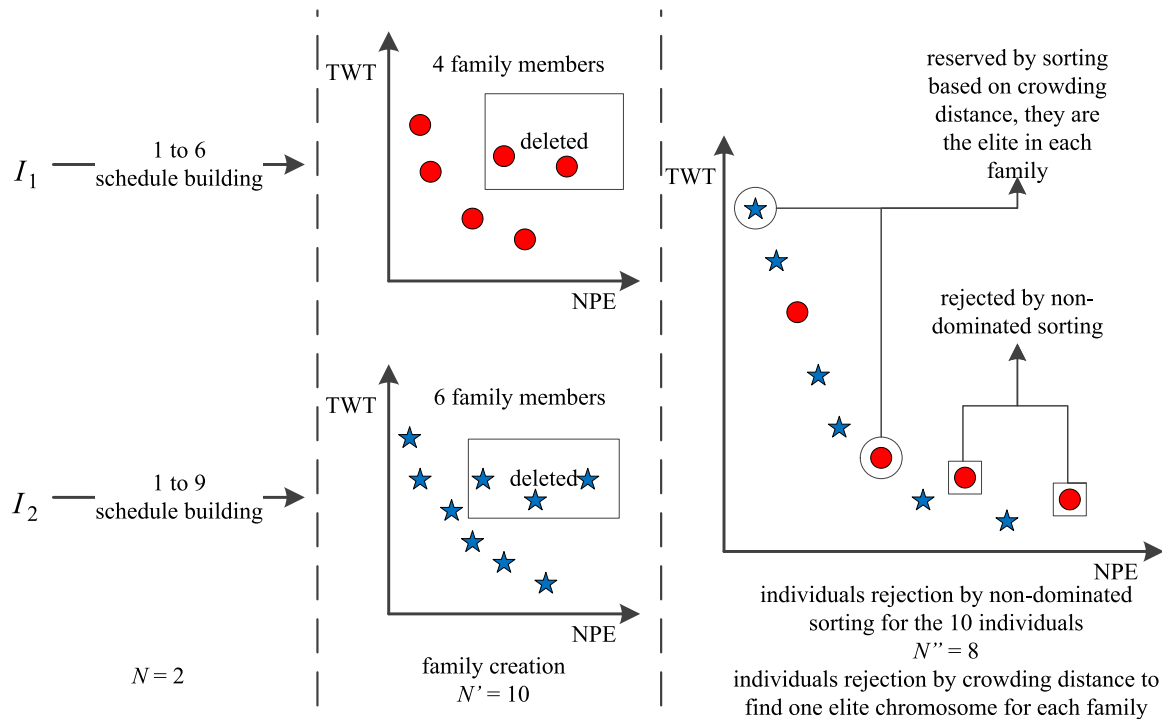 I1
1 to 6
schedule building
I2
1 to 9
schedule building
N = 2
TWT
4 family members
deleted
NPE
TWT
6 family members
deleted
NPE
family creation
N' = 10
reserved by sorting
based on crowding
distance, they are
the elite in each
family
TWT
rejected by non-
dominated sorting
NPE
individuals rejection by non-dominated
sorting for the 10 individuals
N'' = 8
individuals rejection by crowding distance to
find one elite chromosome for each family